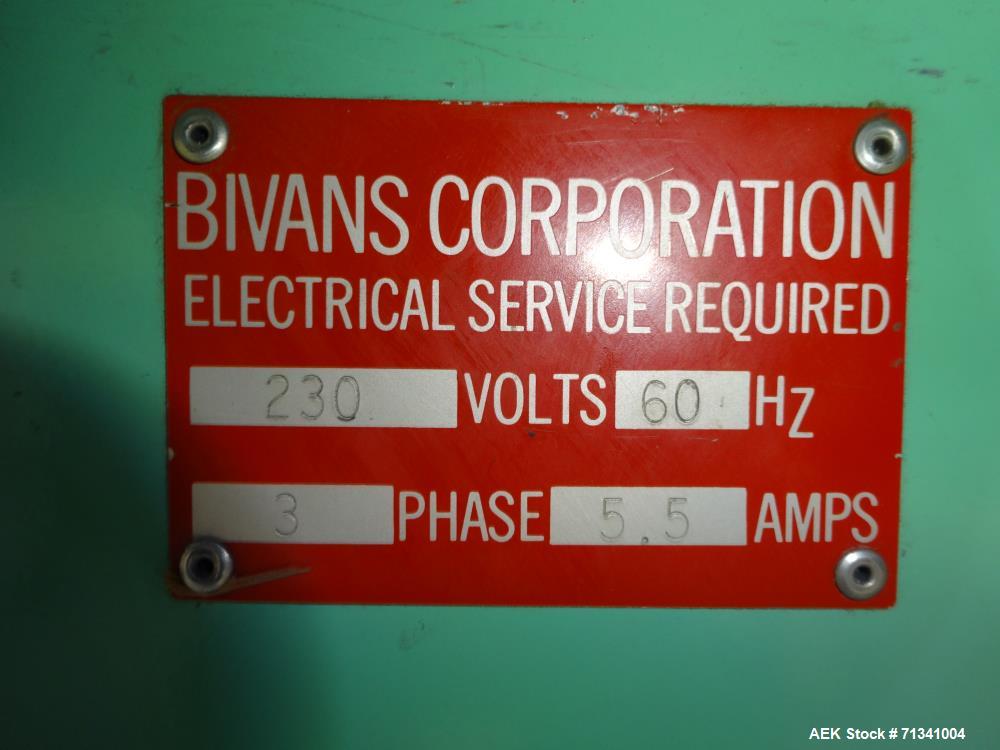 BIVANS CORPORATION
ELECTRICAL SERVICE REQUIRED
230 VOLTS 60 HZ
3 PHASE 5.5 AMPS
AEK Stock # 71341004